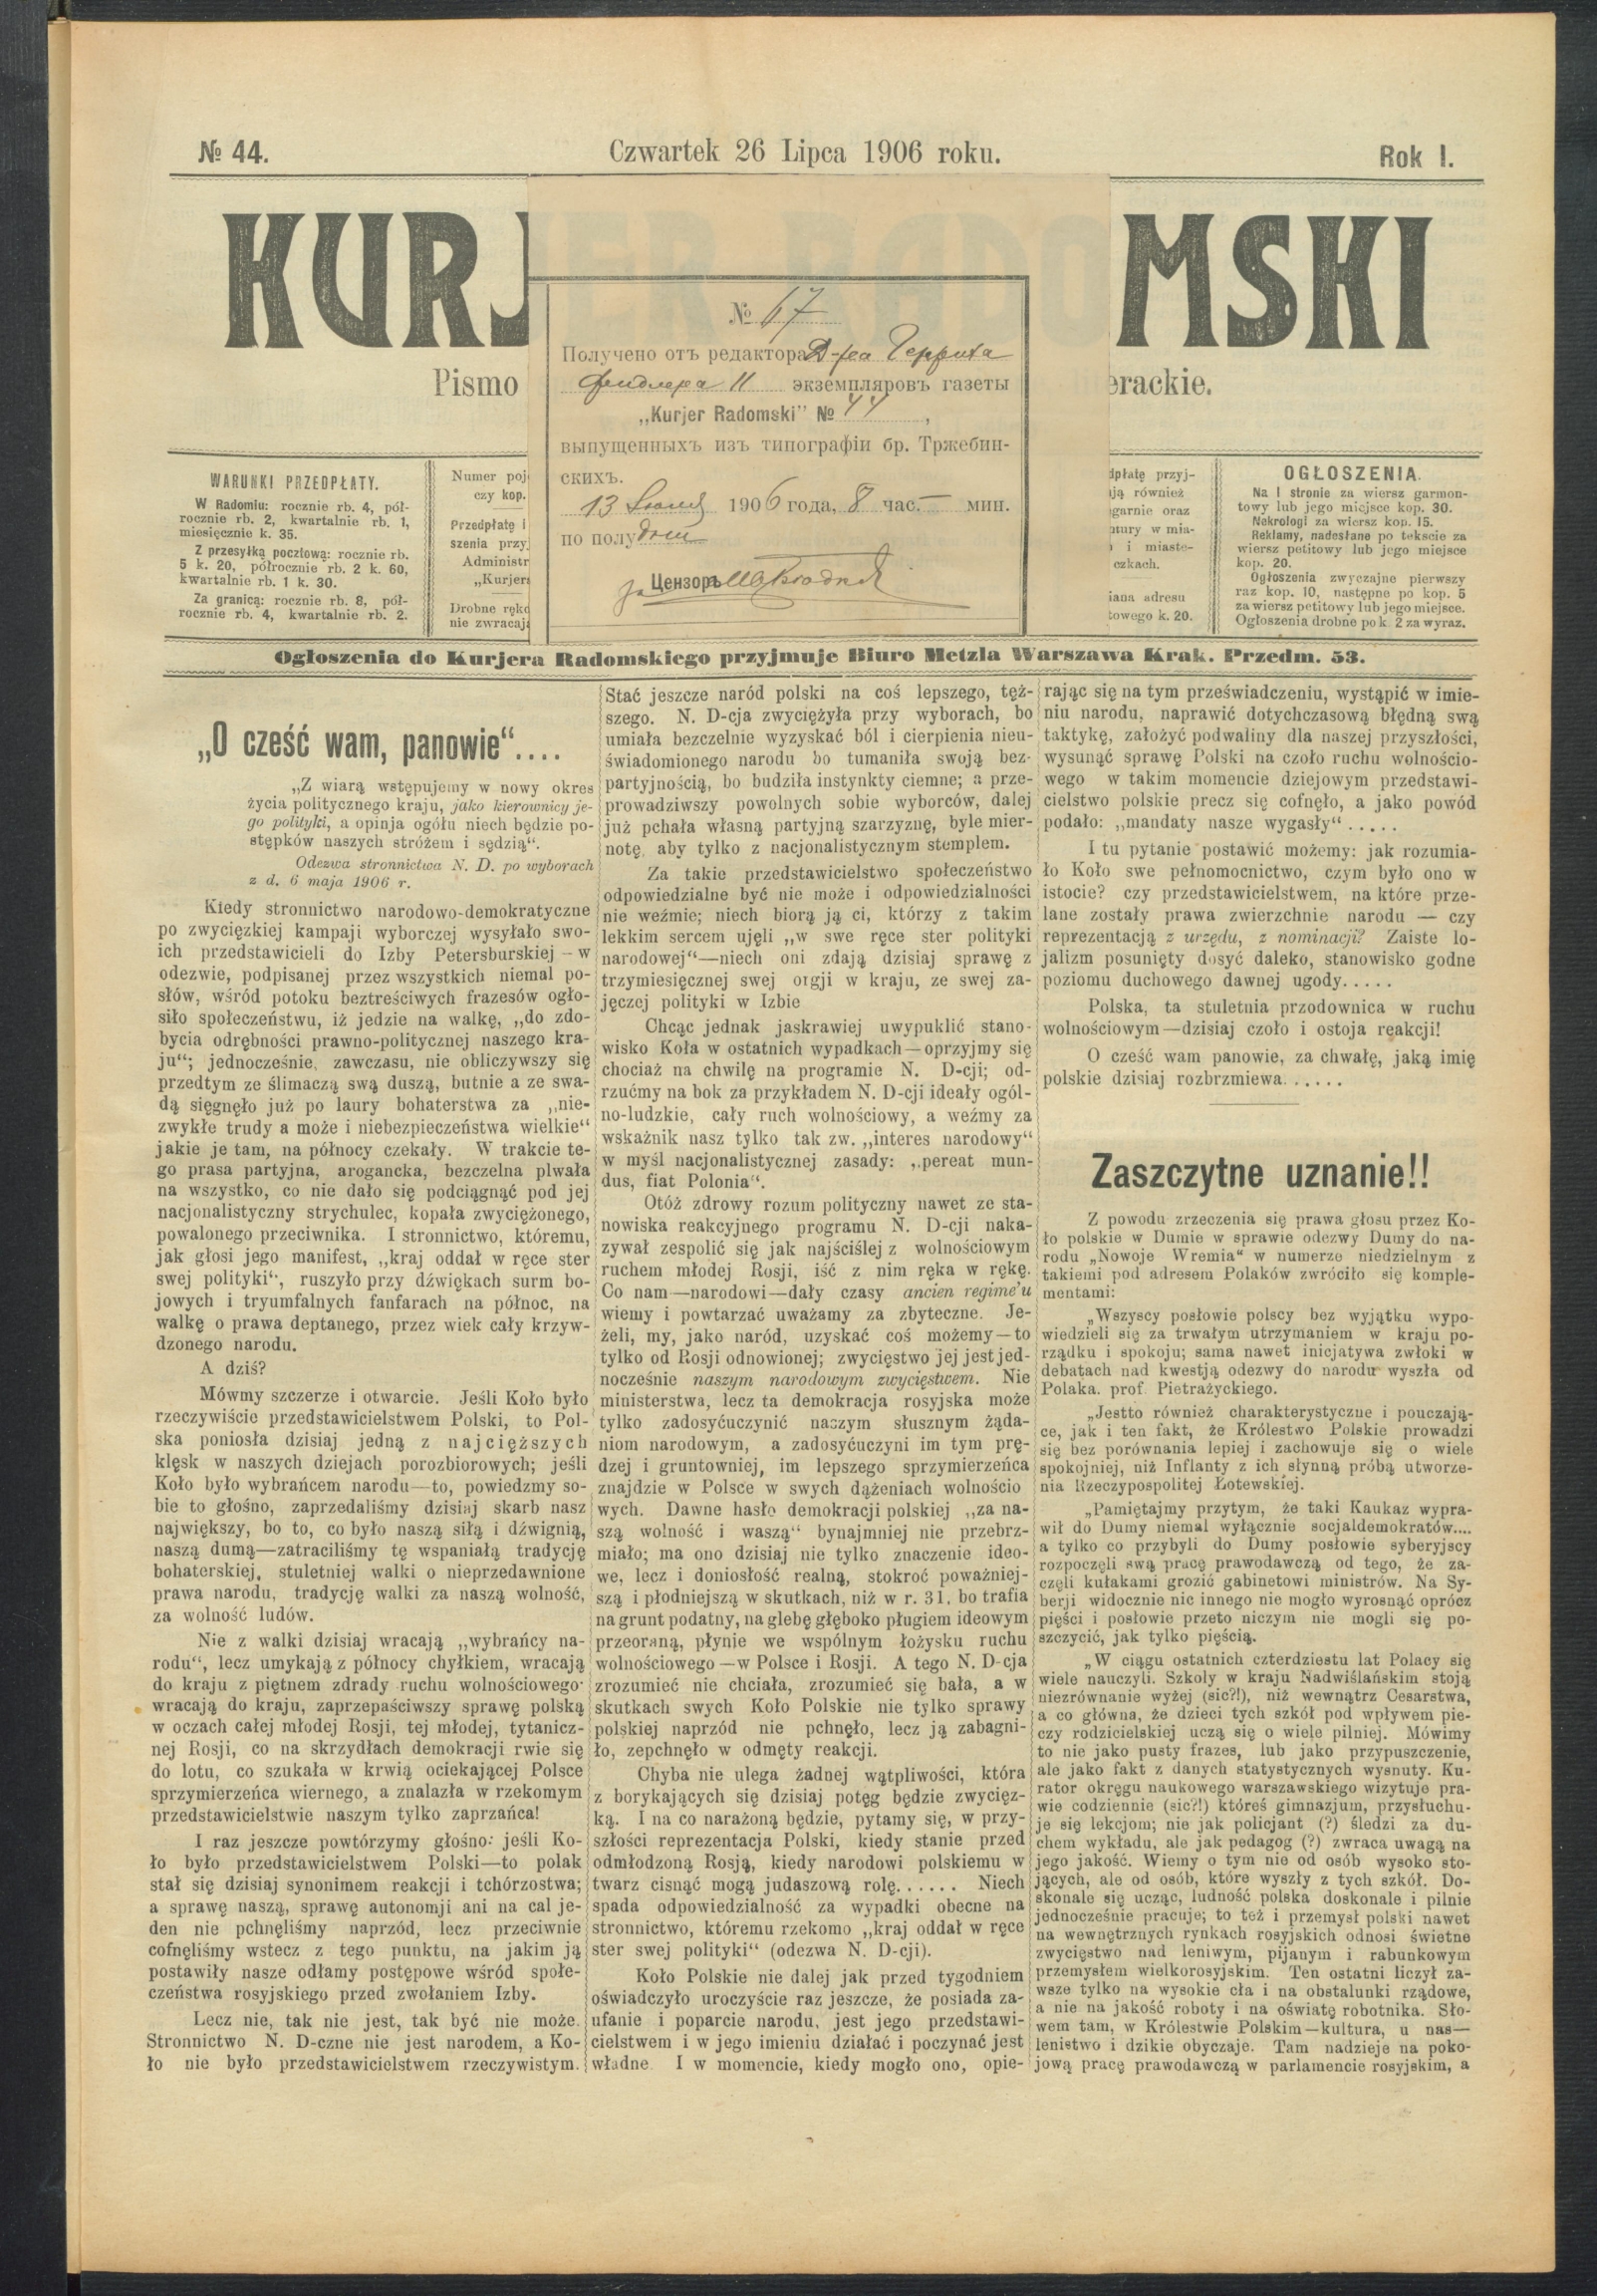 № 44.
Czwartek 26 Lipca 1906 roku.
Rok I.
KURJ
MSKI
Pismo
erackie.
№ 67
Получено отъ редактора Д-ра
экземпляровъ газеты
„Kurjer Radomski” № 44,
выпущенныхъ изъ типографіи бр. Тржебин-
скихъ.
13 1906 года, 8 час. — мин.
по полудни
за Цензоръ
WARUNKI PRZEDPŁATY.
W Radomiu: rocznie rb. 4, pół-
rocznie rb. 2, kwartalnie rb. 1,
miesięcznie k. 35.
Z przesyłką pocztową: rocznie rb.
5 k. 20, półrocznie rb. 2 k. 60,
kwartalnie rb. 1 k. 30.
Za granicą: rocznie rb. 8, pół-
rocznie rb. 4, kwartalnie rb. 2.
Numer poj
czy kop.
Przedpłatę i
szenia przy
Administr
„Kurjer
Drobne ręk
nie zwracaj
dpłatę przyj-
ją również
garnie oraz
ntury w mia-
i miaste-
czkach.
iana adresu
towego k. 20.
OGŁOSZENIA.
Na I stronie za wiersz garmon-
towy lub jego miejsce kop. 30.
Nekrologi za wiersz kop. 15.
Reklamy, nadesłane po tekscie za
wiersz petitowy lub jego miejsce
kop. 20.
Ogłoszenia zwyczajne pierwszy
raz kop. 10, następne po kop. 5
za wiersz petitowy lub jego miejsce.
Ogłoszenia drobne po k 2 za wyraz.
Ogłoszenia do Kurjera Radomskiego przyjmuje Biuro Metzla Warszawa Krak. Przedm. 53.
„O cześć wam, panowie“....
„Z wiarą wstępujemy w nowy okres
życia politycznego kraju, jako kierownicy je-
go polityki, a opinja ogółu niech będzie po-
stępków naszych stróżem i sędzią“.
Odezwa stronnictwa N. D. po wyborach
z d. 6 maja 1906 r.
Kiedy stronnictwo narodowo-demokratyczne
po zwycięzkiej kampaji wyborczej wysyłało swo-
ich przedstawicieli do Izby Petersburskiej – w
odezwie, podpisanej przez wszystkich niemal po-
słów, wśród potoku beztreściwych frazesów ogło-
siło społeczeństwu, iż jedzie na walkę, „do zdo-
bycia odrębności prawno-politycznej naszego kra-
ju“; jednocześnie, zawczasu, nie obliczywszy się
przedtym ze ślimaczą swą duszą, butnie a ze swa-
dą sięgnęło już po laury bohaterstwa za „nie-
zwykłe trudy a może i niebezpieczeństwa wielkie“
jakie je tam, na północy czekały. W trakcie te-
go prasa partyjna, arogancka, bezczelna plwała
na wszystko, co nie dało się podciągnąć pod jej
nacjonalistyczny strychulec, kopała zwyciężonego,
powalonego przeciwnika. I stronnictwo, któremu,
jak głosi jego manifest, „kraj oddał w ręce ster
swej polityki“, ruszyło przy dźwiękach surm bo-
jowych i tryumfalnych fanfarach na północ, na
walkę o prawa deptanego, przez wiek cały krzyw-
dzonego narodu.
A dziś?
Mówmy szczerze i otwarcie. Jeśli Koło było
rzeczywiście przedstawicielstwem Polski, to Pol-
ska poniosła dzisiaj jedną z najcięższych
klęsk w naszych dziejach porozbiorowych; jeśli
Koło było wybrańcem narodu—to, powiedzmy so-
bie to głośno, zaprzedaliśmy dzisiaj skarb nasz
największy, bo to, co było naszą siłą i dźwignią,
naszą dumą—zatraciliśmy tę wspaniałą tradycję
bohaterskiej, stuletniej walki o nieprzedawnione
prawa narodu, tradycję walki za naszą wolność,
za wolność ludów.
Nie z walki dzisiaj wracają „wybrańcy na-
rodu“, lecz umykają z północy chyłkiem, wracają
do kraju z piętnem zdrady ruchu wolnościowego·
wracają do kraju, zaprzepaściwszy sprawę polską
w oczach całej młodej Rosji, tej młodej, tytanicz-
nej Rosji, co na skrzydłach demokracji rwie się
do lotu, co szukała w krwią ociekającej Polsce
sprzymierzeńca wiernego, a znalazła w rzekomym
przedstawicielstwie naszym tylko zaprzańca!
I raz jeszcze powtórzymy głośno: jeśli Ko-
ło było przedstawicielstwem Polski—to polak
stał się dzisiaj synonimem reakcji i tchórzostwa;
a sprawę naszą, sprawę autonomji ani na cal je-
den nie pchnęliśmy naprzód, lecz przeciwnie
cofnęliśmy wstecz z tego punktu, na jakim ją
postawiły nasze odłamy postępowe wśród społe-
czeństwa rosyjskiego przed zwołaniem Izby.
Lecz nie, tak nie jest, tak być nie może.
Stronnictwo N. D-czne nie jest narodem, a Ko-
ło nie było przedstawicielstwem rzeczywistym.
Stać jeszcze naród polski na coś lepszego, tęż-
szego. N. D-cja zwyciężyła przy wyborach, bo
umiała bezczelnie wyzyskać ból i cierpienia nieu-
świadomionego narodu bo tumaniła swoją bez-
partyjnością, bo budziła instynkty ciemne; a prze-
prowadziwszy powolnych sobie wyborców, dalej
już pchała własną partyjną szarzyznę, byle mier-
notę, aby tylko z nacjonalistycznym stemplem.
Za takie przedstawicielstwo społeczeństwo
odpowiedzialne być nie może i odpowiedzialności
nie weźmie; niech biorą ją ci, którzy z takim
lekkim sercem ujęli „w swe ręce ster polityki
narodowej“—niech oni zdają dzisiaj sprawę z
trzymiesięcznej swej orgji w kraju, ze swej za-
jęczej polityki w Izbie
Chcąc jednak jaskrawiej uwypuklić stano-
wisko Koła w ostatnich wypadkach—oprzyjmy się
chociaż na chwilę na programie N. D-cji; od-
rzućmy na bok za przykładem N. D-cji ideały ogól-
no-ludzkie, cały ruch wolnościowy, a weźmy za
wskaźnik nasz tylko tak zw. „interes narodowy“
w myśl nacjonalistycznej zasady: „pereat mun-
dus, fiat Polonia“.
Otóż zdrowy rozum polityczny nawet ze sta-
nowiska reakcyjnego programu N. D-cji naka-
zywał zespolić się jak najściślej z wolnościowym
ruchem młodej Rosji, iść z nim ręka w rękę.
Co nam—narodowi—dały czasy ancien regime'u
wiemy i powtarzać uważamy za zbyteczne. Je-
żeli, my, jako naród, uzyskać coś możemy—to
tylko od Rosji odnowionej; zwycięstwo jej jest jed-
nocześnie naszym narodowym zwycięstwem. Nie
ministerstwa, lecz ta demokracja rosyjska może
tylko zadosyćuczynić naszym słusznym żąda-
niom narodowym, a zadosyćuczyni im tym prę-
dzej i gruntowniej, im lepszego sprzymierzeńca
znajdzie w Polsce w swych dążeniach wolnościo
wych. Dawne hasło demokracji polskiej „za na-
szą wolność i waszą“ bynajmniej nie przebrz-
miało; ma ono dzisiaj nie tylko znaczenie ideo-
we, lecz i doniosłość realną, stokroć poważniej-
szą i płodniejszą w skutkach, niż w r. 31, bo trafia
na grunt podatny, na glebę głęboko pługiem ideowym
przeoraną, płynie we wspólnym łożysku ruchu
wolnościowego—w Polsce i Rosji. A tego N. D-cja
zrozumieć nie chciała, zrozumieć się bała, a w
skutkach swych Koło Polskie nie tylko sprawy
polskiej naprzód nie pchnęło, lecz ją zabagni-
ło, zepchnęło w odmęty reakcji.
Chyba nie ulega żadnej wątpliwości, która
z borykających się dzisiaj potęg będzie zwycięz-
ką. I na co narażoną będzie, pytamy się, w przy-
szłości reprezentacja Polski, kiedy stanie przed
odmłodzoną Rosją, kiedy narodowi polskiemu w
twarz cisnąć mogą judaszową rolę...... Niech
spada odpowiedzialność za wypadki obecne na
stronnictwo, któremu rzekomo „kraj oddał w ręce
ster swej polityki“ (odezwa N. D-cji).
Koło Polskie nie dalej jak przed tygodniem
oświadczyło uroczyście raz jeszcze, że posiada za-
ufanie i poparcie narodu, jest jego przedstawi-
cielstwem i w jego imieniu działać i poczynać jest
władne. I w momencie, kiedy mogło ono, opie-
rając się na tym przeświadczeniu, wystąpić w imie-
niu narodu, naprawić dotychczasową błędną swą
taktykę, założyć podwaliny dla naszej przyszłości,
wysunąć sprawę Polski na czoło ruchu wolnościo-
wego w takim momencie dziejowym przedstawi-
cielstwo polskie precz się cofnęło, a jako powód
podało: „mandaty nasze wygasły“.....
I tu pytanie postawić możemy: jak rozumia-
ło Koło swe pełnomocnictwo, czym było ono w
istocie? czy przedstawicielstwem, na które prze-
lane zostały prawa zwierzchnie narodu — czy
reprezentacją z urzędu, z nominacji? Zaiste lo-
jalizm posunięty dosyć daleko, stanowisko godne
poziomu duchowego dawnej ugody.....
Polska, ta stuletnia przodownica w ruchu
wolnościowym—dzisiaj czoło i ostoja reakcji!
O cześć wam panowie, za chwałę, jaką imię
polskie dzisiaj rozbrzmiewa......
Zaszczytne uznanie!!
Z powodu zrzeczenia się prawa głosu przez Ko-
ło polskie w Dumie w sprawie odezwy Dumy do na-
rodu „Nowoje Wremia“ w numerze niedzielnym z
takiemi pod adresem Polaków zwróciło się komple-
mentami:
„Wszyscy posłowie polscy bez wyjątku wypo-
wiedzieli się za trwałym utrzymaniem w kraju po-
rządku i spokoju; sama nawet inicjatywa zwłoki w
debatach nad kwestją odezwy do narodu wyszła od
Polaka. prof. Pietrażyckiego.
„Jestto również charakterystyczne i pouczają-
ce, jak i ten fakt, że Królestwo Polskie prowadzi
się bez porównania lepiej i zachowuje się o wiele
spokojniej, niż Inflanty z ich słynną próbą utworze-
nia Rzeczypospolitej Łotewskiej.
„Pamiętajmy przytym, że taki Kaukaz wypra-
wił do Dumy niemal wyłącznie socjaldemokratów....
a tylko co przybyli do Dumy posłowie syberyjscy
rozpoczęli swą pracę prawodawczą od tego, że za-
częli kułakami grozić gabinetowi ministrów. Na Sy-
berji widocznie nic innego nie mogło wyrosnąć oprócz
pięści i posłowie przeto niczym nie mogli się po-
szczycić, jak tylko pięścią.
„W ciągu ostatnich czterdziestu lat Polacy się
wiele nauczyli. Szkoły w kraju Nadwiślańskim stoją
niezrównanie wyżej (sic?!), niż wewnątrz Cesarstwa,
a co główna, że dzieci tych szkół pod wpływem pie-
czy rodzicielskiej uczą się o wiele pilniej. Mówimy
to nie jako pusty frazes, lub jako przypuszczenie,
ale jako fakt z danych statystycznych wysnuty. Ku-
rator okręgu naukowego warszawskiego wizytuje pra-
wie codziennie (sic?!) któreś gimnazjum, przysłuchu-
je się lekcjom; nie jak policjant (?) śledzi za du-
chem wykładu, ale jak pedagog (?) zwraca uwagą na
jego jakość. Wiemy o tym nie od osób wysoko sto-
jących, ale od osób, które wyszły z tych szkół. Do-
skonale się ucząc, ludność polska doskonale i pilnie
jednocześnie pracuje; to też i przemysł polski nawet
na wewnętrznych rynkach rosyjskich odnosi świetne
zwycięstwo nad leniwym, pijanym i rabunkowym
przemysłem wielkorosyjskim. Ten ostatni liczył za-
wsze tylko na wysokie cła i na obstalunki rządowe,
a nie na jakość roboty i na oświatę robotnika. Sło-
wem tam, w Królestwie Polskim—kultura, u nas—
lenistwo i dzikie obyczaje. Tam nadzieje na poko-
jową pracę prawodawczą w parlamencie rosyjskim, a